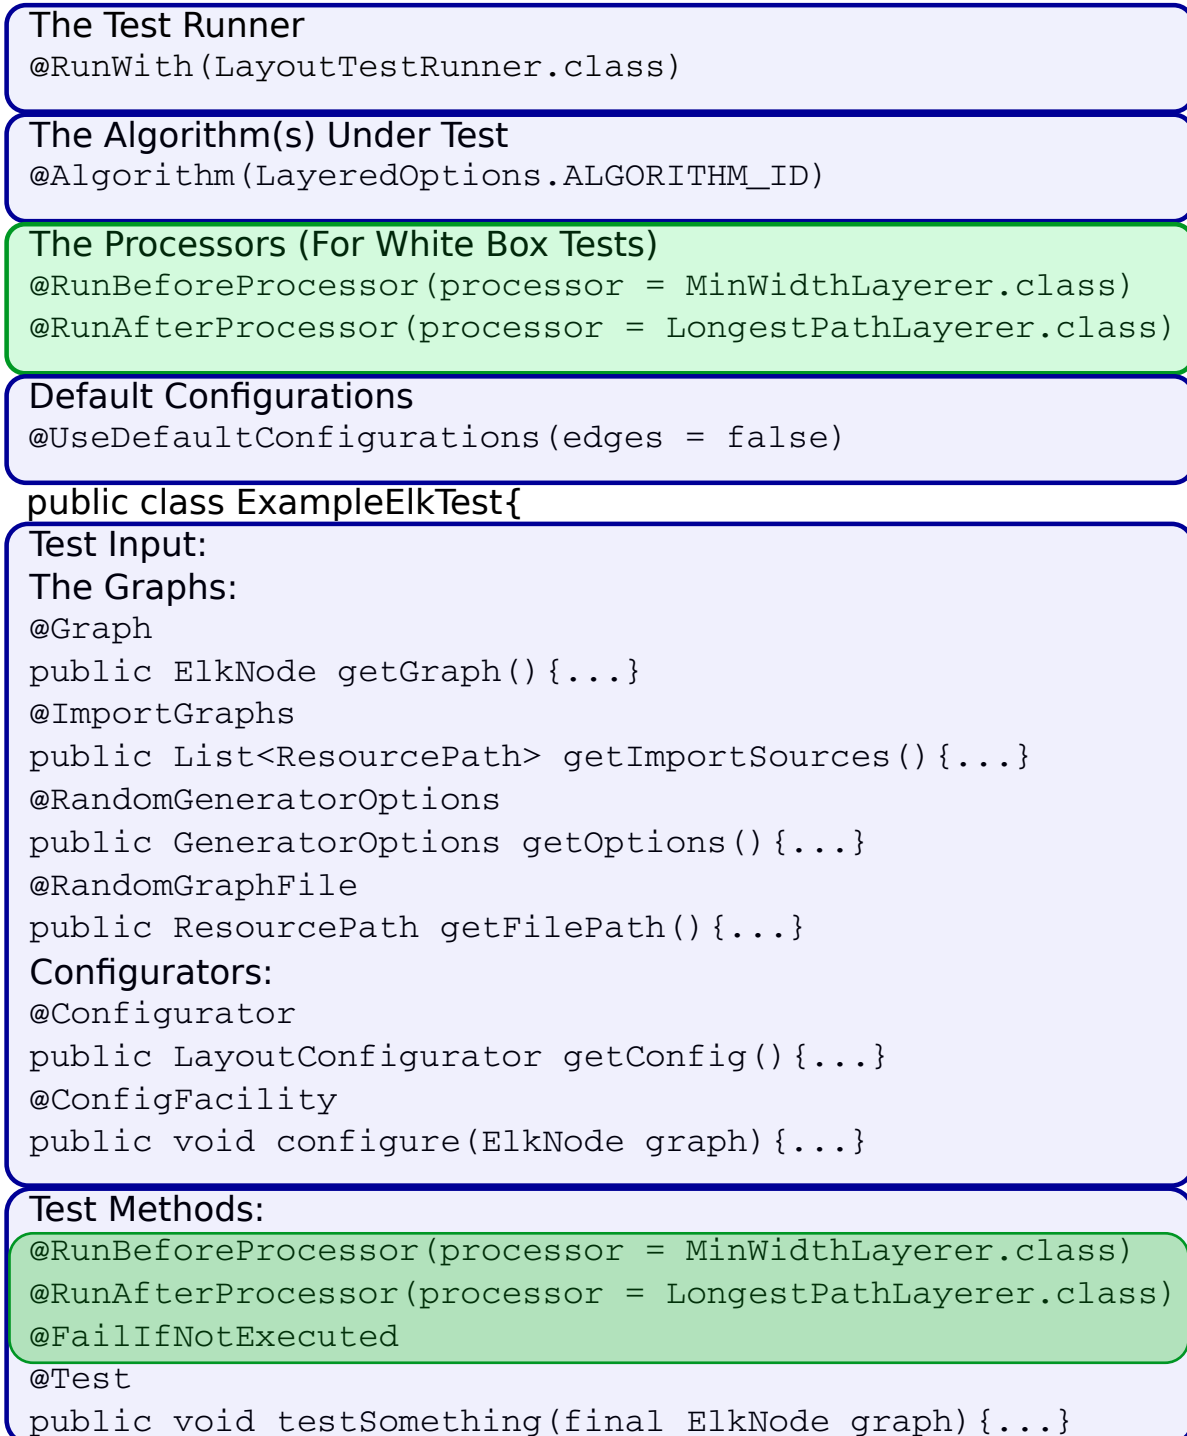 The Test Runner
@RunWith(LayoutTestRunner.class)
The Algorithm(s) Under Test
@Algorithm(LayeredOptions.ALGORITHM_ID)
The Processors (For White Box Tests)
@RunBeforeProcessor(processor = MinWidthLayerer.class)
@RunAfterProcessor(processor = LongestPathLayerer.class)
Default Configurations
@UseDefaultConfigurations(edges = false)
public class ExampleElkTest{
Test Input:
The Graphs:
@Graph
public ElkNode getGraph(){...}
@ImportGraphs
public List<ResourcePath> getImportSources(){...}
@RandomGeneratorOptions
public GeneratorOptions getOptions(){...}
@RandomGraphFile
public ResourcePath getFilePath(){...}
Configurators:
@Configurator
public LayoutConfigurator getConfig(){...}
@ConfigFacility
public void configure(ElkNode graph){...}
Test Methods:
@RunBeforeProcessor(processor = MinWidthLayerer.class)
@RunAfterProcessor(processor = LongestPathLayerer.class)
@FailIfNotExecuted
@Test
public void testSomething(final ElkNode graph){...}